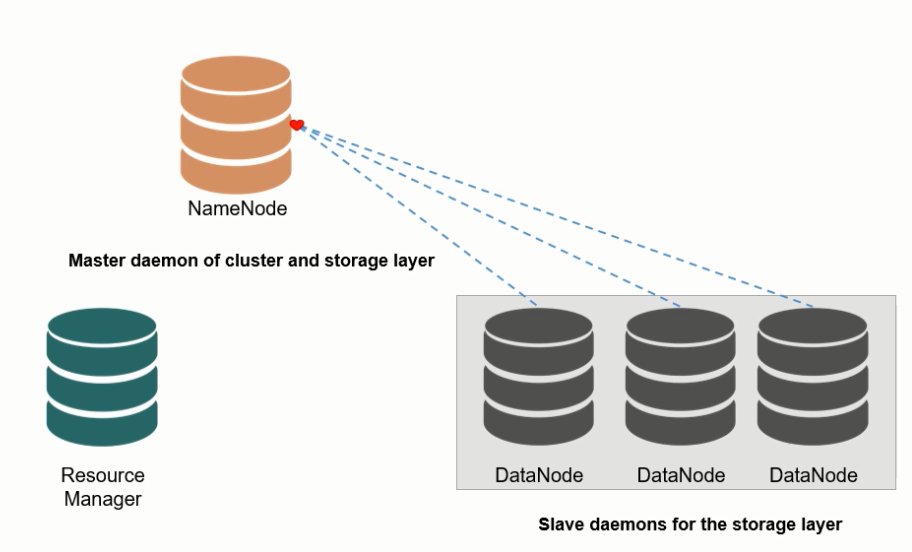 NameNode
Master daemon of cluster and storage layer
Resource
Manager
DataNode
DataNode
DataNode
Slave daemons for the storage layer